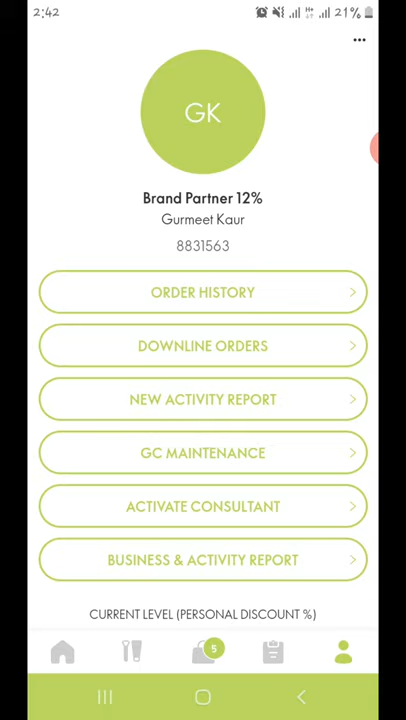 2:42
H+
21%
GK
Brand Partner 12%
Gurmeet Kaur
8831563
ORDER HISTORY
DOWNLINE ORDERS
NEW ACTIVITY REPORT
GC MAINTENANCE
ACTIVATE CONSULTANT
BUSINESS & ACTIVITY REPORT
CURRENT LEVEL (PERSONAL DISCOUNT %)
5